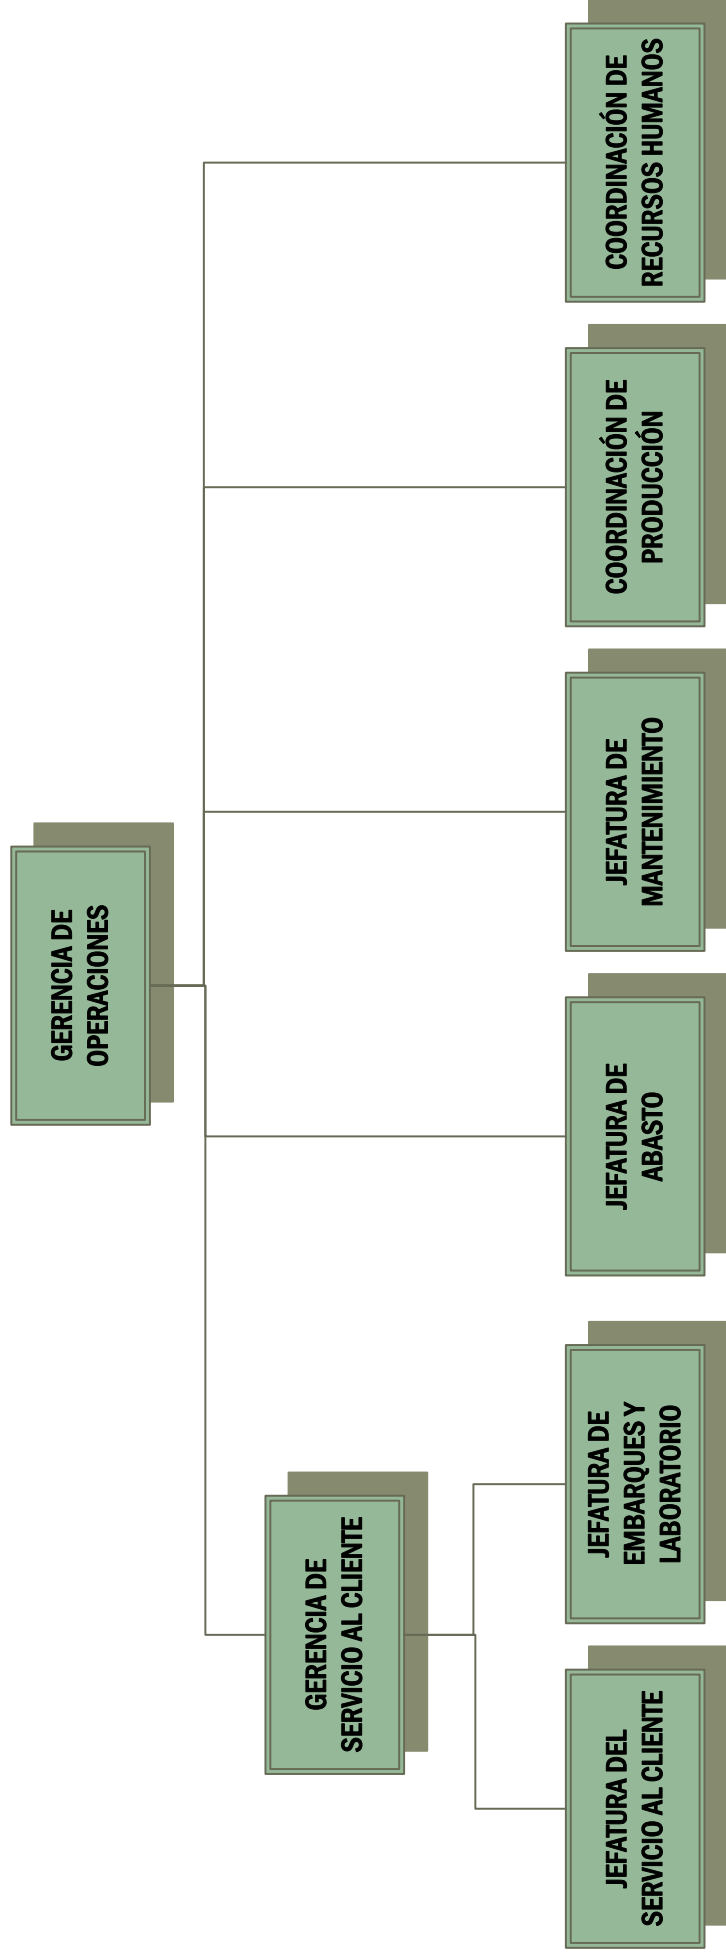 GERENCIA DE
OPERACIONES
GERENCIA DE
SERVICIO AL CLIENTE
JEFATURA DEL
SERVICIO AL CLIENTE
JEFATURA DE
EMBARQUES Y
LABORATORIO
JEFATURA DE
ABASTO
JEFATURA DE
MANTENIMIENTO
COORDINACIÓN DE
PRODUCCIÓN
COORDINACIÓN DE
RECURSOS HUMANOS